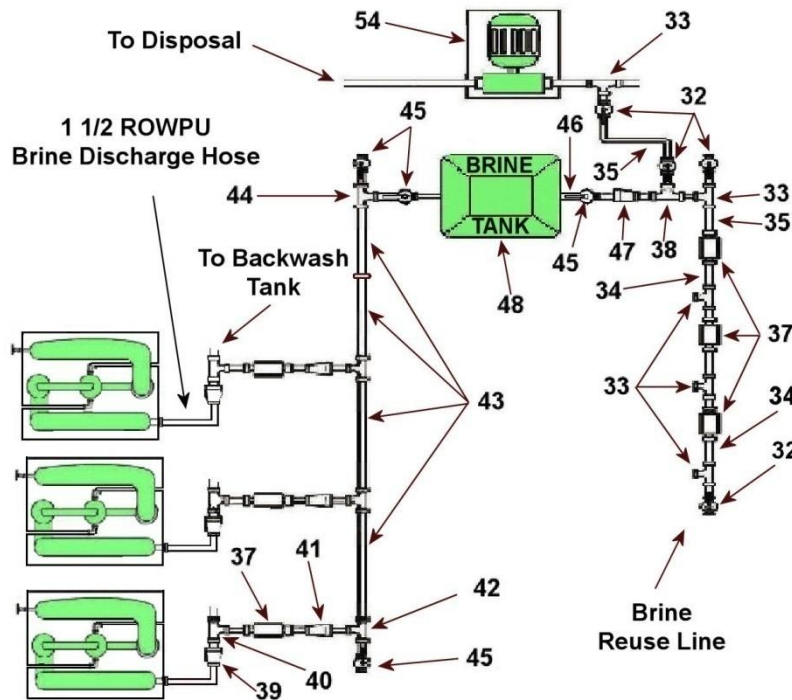 54
33
To Disposal
32
1 1/2 ROWPU
Brine Discharge Hose
45
46
35
44
BRINE
TANK
33
35
45
47
38
48
To Backwash
Tank
34
37
33
43
34
32
37
41
42
45
40
39
Brine
Reuse Line